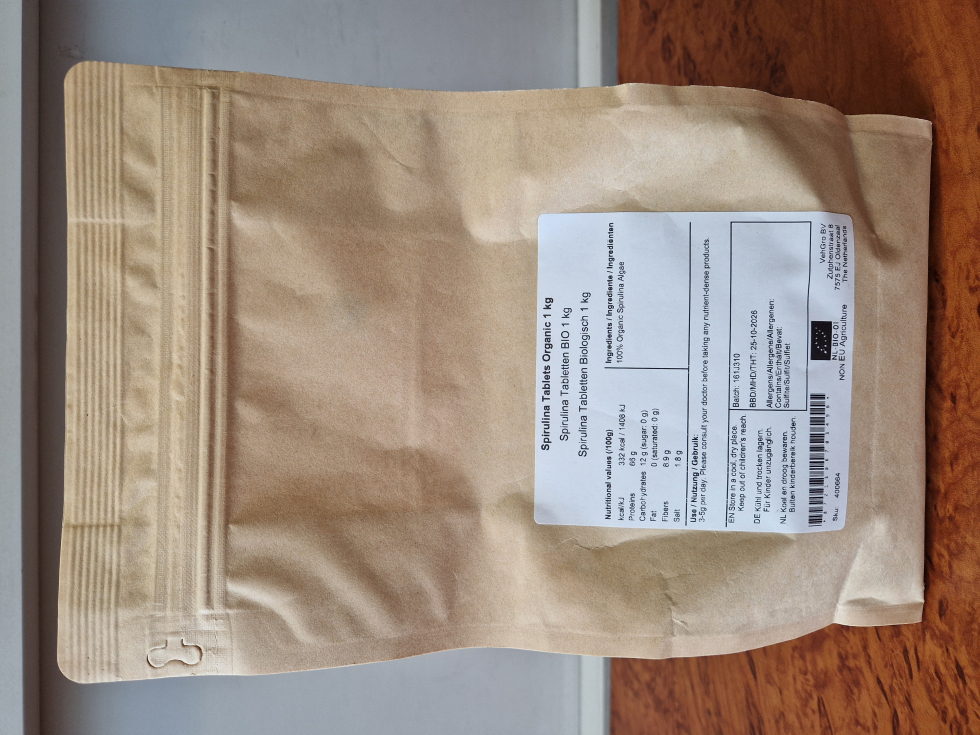 Spirulina Tablets Organic 1 kg
Spirulina Tabletten BIO 1 kg
Spirulina Tabletten Biologisch 1 kg
Nutritional values (/100g)
kcal/kJ 332 kcal / 1408 kJ
Proteins 66 g
Carbohydrates 12 g (sugar: 0 g)
Fat 0 (saturated: 0 g)
Fibers 8.9 g
Salt 1.8 g
Ingredients / Ingrediente / Ingredienten
100% Organic Spirulina Algae
Use / Nutzung / Gebruik:
3-5g per day. Please consult your doctor before taking any nutrient-dense products.
EN Store in a cool, dry place.
Keep out of children's reach.
DE Kühl und trocken lagern.
Für Kinder unzugänglich.
NL Koel en droog bewaren.
Buiten kinderbereik houden.
Batch: 161J310
BBD/MHD/THT: 25-10-2026
Allergens/Allergene/Allergenen:
Contains/Enthält/Bevat:
Sulfite/Sulfit/Sulfiet
Sku: 400664
NL-BIO-01
NON EU Agriculture
VehGro BV
Zutphenstraat 8
7575 EJ Oldenzaal
The Netherlands